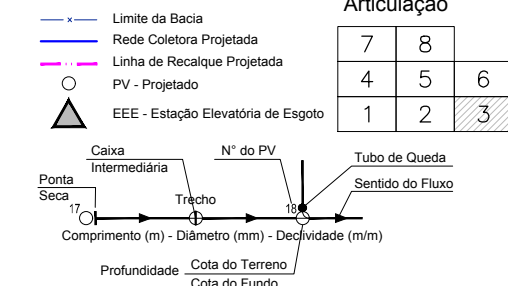 Articulação
Limite da Bacia
Rede Coletora Projetada
Linha de Recalque Projetada
PV - Projetado
EEE - Estação Elevatória de Esgoto
7 8
4 5 6
1 2 3
Caixa
Intermediária
N° do PV
Tubo de Queda
Ponta
Seca
Trecho
Sentido do Fluxo
17
18
Comprimento (m) - Diâmetro (mm) - Declividade (m/m)
Profundidade
Cota do Terreno
Cota do Fundo